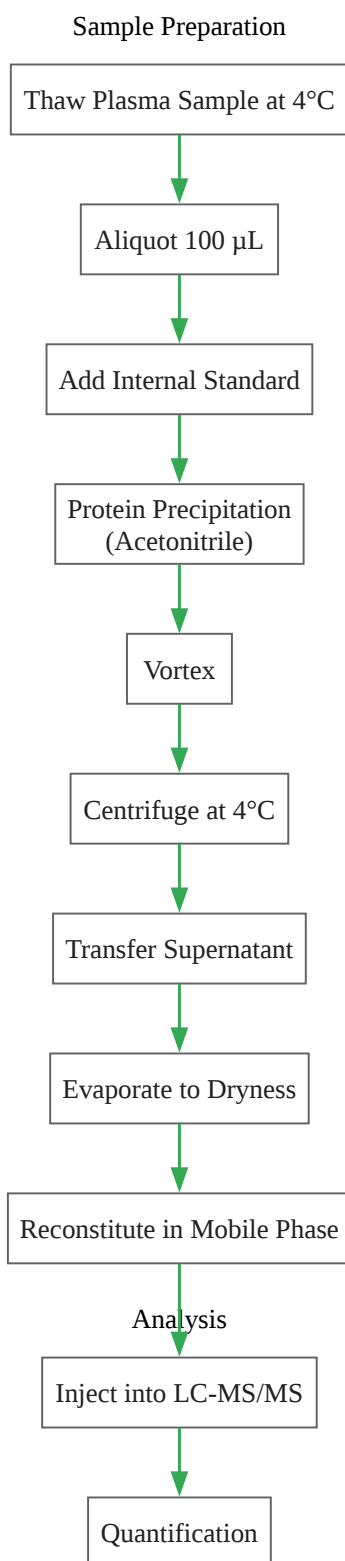 Sample Preparation
Thaw Plasma Sample at 4°C
Aliquot 100 µL
Add Internal Standard
Protein Precipitation
(Acetonitrile)
Vortex
Centrifuge at 4°C
Transfer Supernatant
Evaporate to Dryness
Reconstitute in Mobile Phase
Analysis
Inject into LC-MS/MS
Quantification